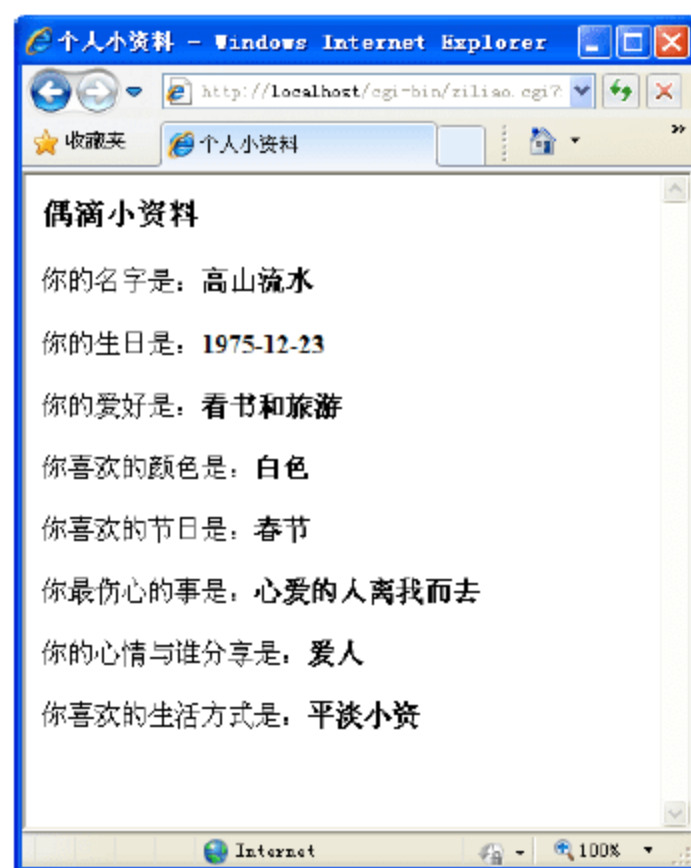 个人小资料 - Windows Internet Explorer
http://localhost/cgi-bin/ziliao.cgi?
收藏夹
个人小资料
»
偶滴小资料
你的名字是：高山流水
你的生日是：1975-12-23
你的爱好是：看书和旅游
你喜欢的颜色是：白色
你喜欢的节日是：春节
你最伤心的事是：心爱的人离我而去
你的心情与谁分享是：爱人
你喜欢的生活方式是：平淡小资
Internet
100%